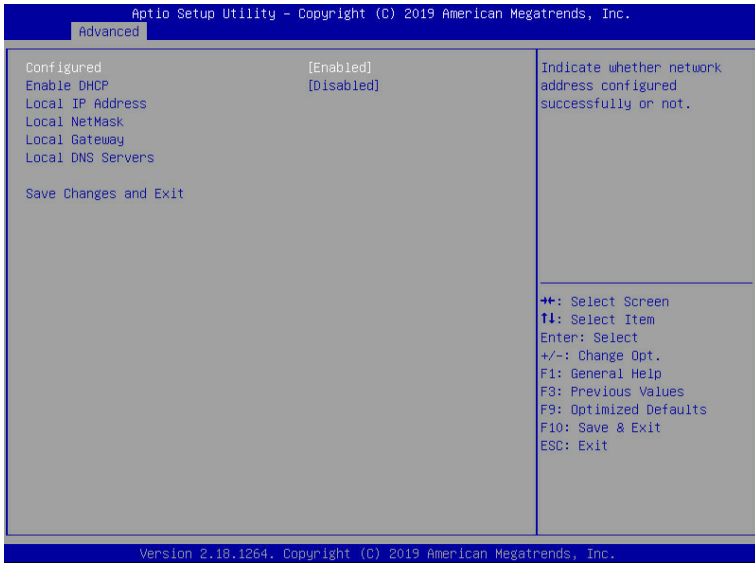 Aptio Setup Utility – Copyright (C) 2019 American Megatrends, Inc.
Advanced
Configured [Enabled]
Enable DHCP [Disabled]
Local IP Address
Local NetMask
Local Gateway
Local DNS Servers
Save Changes and Exit
Indicate whether network
address configured
successfully or not.
→←: Select Screen
↑↓: Select Item
Enter: Select
+/-: Change Opt.
F1: General Help
F3: Previous Values
F9: Optimized Defaults
F10: Save & Exit
ESC: Exit
Version 2.18.1264. Copyright (C) 2019 American Megatrends, Inc.